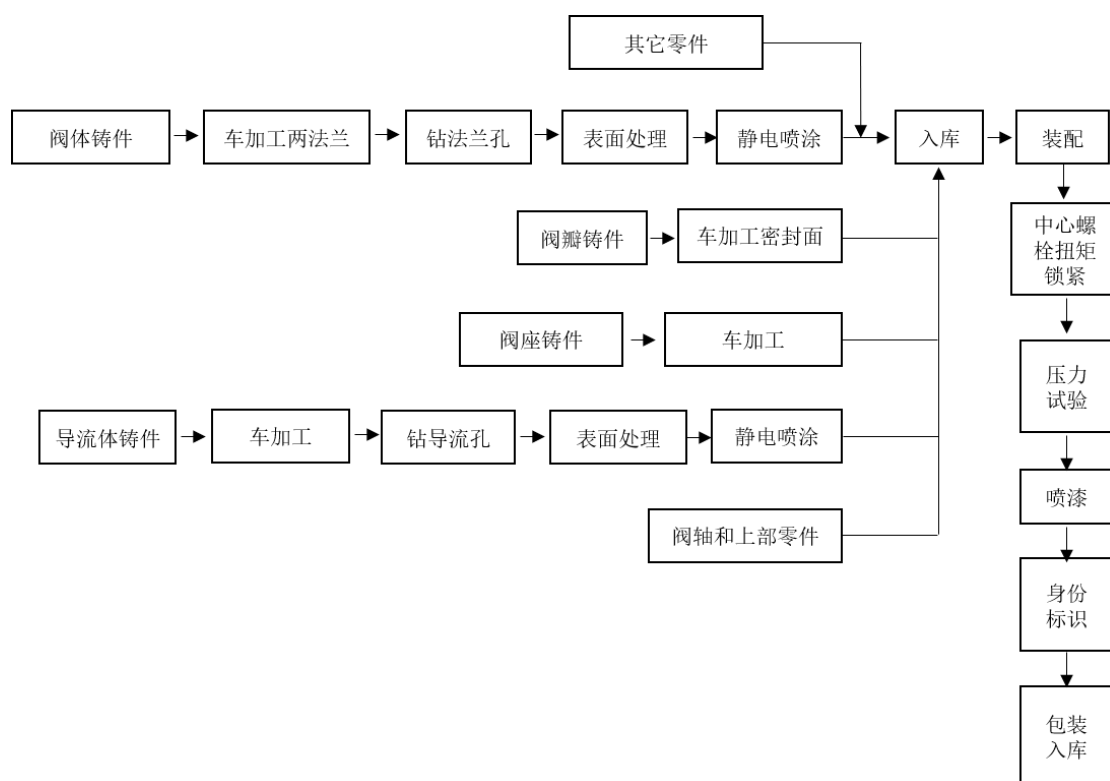 其它零件
阀体铸件
车加工两法兰
钻法兰孔
表面处理
静电喷涂
入库
装配
阀瓣铸件
车加工密封面
中心螺
栓扭矩
锁紧
阀座铸件
车加工
压力
试验
导流体铸件
车加工
钻导流孔
表面处理
静电喷涂
喷漆
阀轴和上部零件
身份
标识
包装
入库